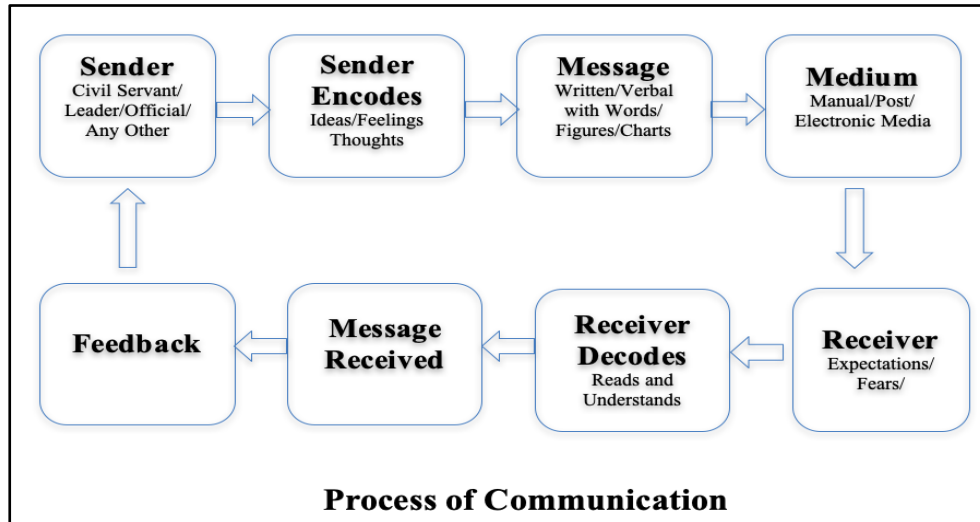 Sender
Civil Servant/
Leader/Official/
Any Other
Sender
Encodes
Ideas/Feelings
Thoughts
Message
Written/Verbal
with Words/
Figures/Charts
Medium
Manual/Post/
Electronic Media
Receiver
Expectations/
Fears/
Receiver
Decodes
Reads and
Understands
Message
Received
Feedback
Process of Communication